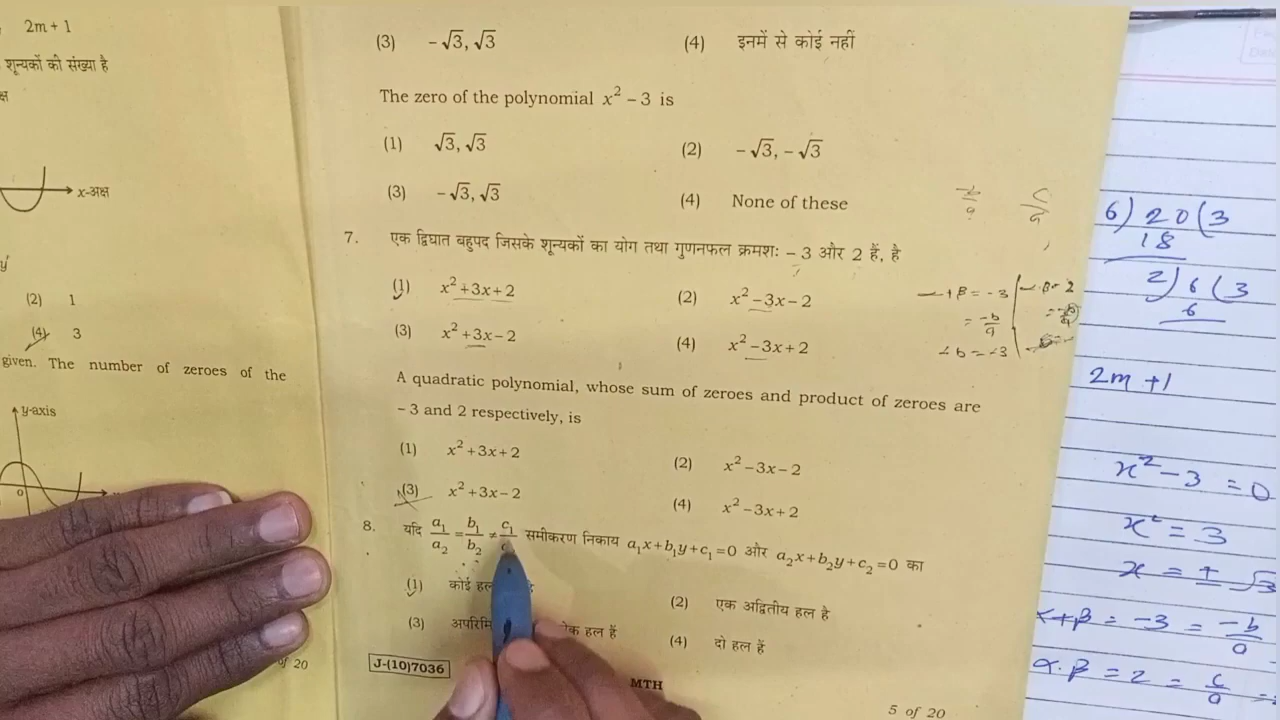 2m + 1
शून्यकों की संख्या है
x-अक्ष
(2) 1
(4) 3
given. The number of zeroes of the
y-axis
0
of 20
(3) -√3, √3 (4) इनमें से कोई नहीं
The zero of the polynomial x² - 3 is
(1) √3, √3 (2) -√3, -√3
(3) -√3, √3 (4) None of these
7. एक द्विघात बहुपद जिसके शून्यकों का योग तथा गुणनफल क्रमशः - 3 और 2 हैं, है
(1) x² + 3x + 2 (2) x² - 3x - 2
(3) x² + 3x - 2 (4) x² - 3x + 2
A quadratic polynomial, whose sum of zeroes and product of zeroes are
- 3 and 2 respectively, is
(1) x² + 3x + 2 (2) x² - 3x - 2
(3) x² + 3x - 2 (4) x² - 3x + 2
8. यदि a₁/a₂ = b₁/b₂ ≠ c₁/ समीकरण निकाय a₁x + b₁y + c₁ = 0 और a₂x + b₂y + c₂ = 0 का
(1) कोई (2) एक अद्वितीय हल है
(3) हल हैं (4) दो हल हैं
J-(10)7036 MTH 5 of 20
-b/a c/a
+ β = -3
= -b/a
6) 20 (3
18
2) 6 (3
6
2m + 1
x² - 3 = 0
x² = 3
x = ± √3
α + β = -3 = -b/a
α . β = 2 = c/a =